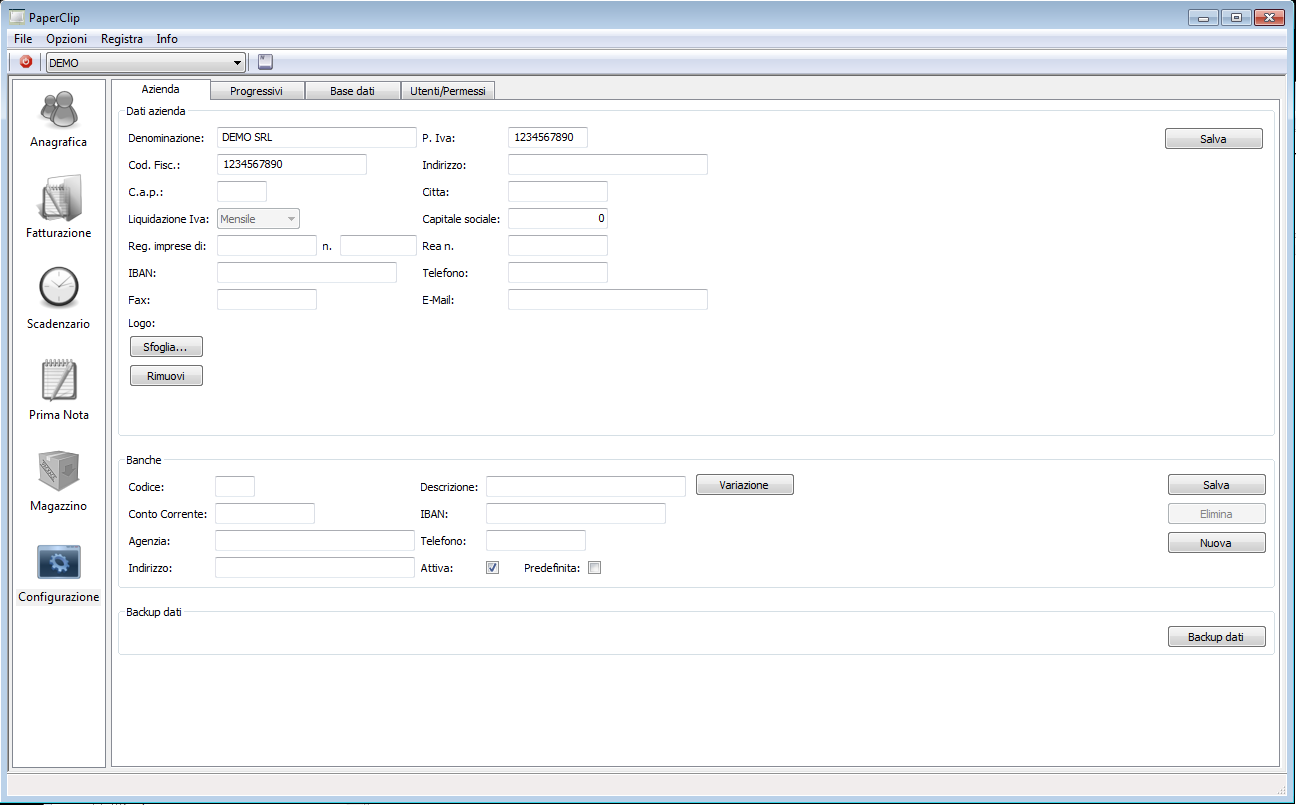 PaperClip
File Opzioni Registra Info
DEMO
Anagrafica
Fatturazione
Scadenzario
Prima Nota
Magazzino
Configurazione
Azienda Progressivi Base dati Utenti/Permessi
Dati azienda
Denominazione: DEMO SRL P. Iva: 1234567890 Salva
Cod. Fisc.: 1234567890 Indirizzo:
C.a.p.: Citta:
Liquidazione Iva: Mensile Capitale sociale: 0
Reg. imprese di: n. Rea n.
IBAN: Telefono:
Fax: E-Mail:
Logo:
Sfoglia...
Rimuovi
Banche
Codice: Descrizione: Variazione Salva
Conto Corrente: IBAN: Elimina
Agenzia: Telefono: Nuova
Indirizzo: Attiva: Predefinita:
Backup dati
Backup dati